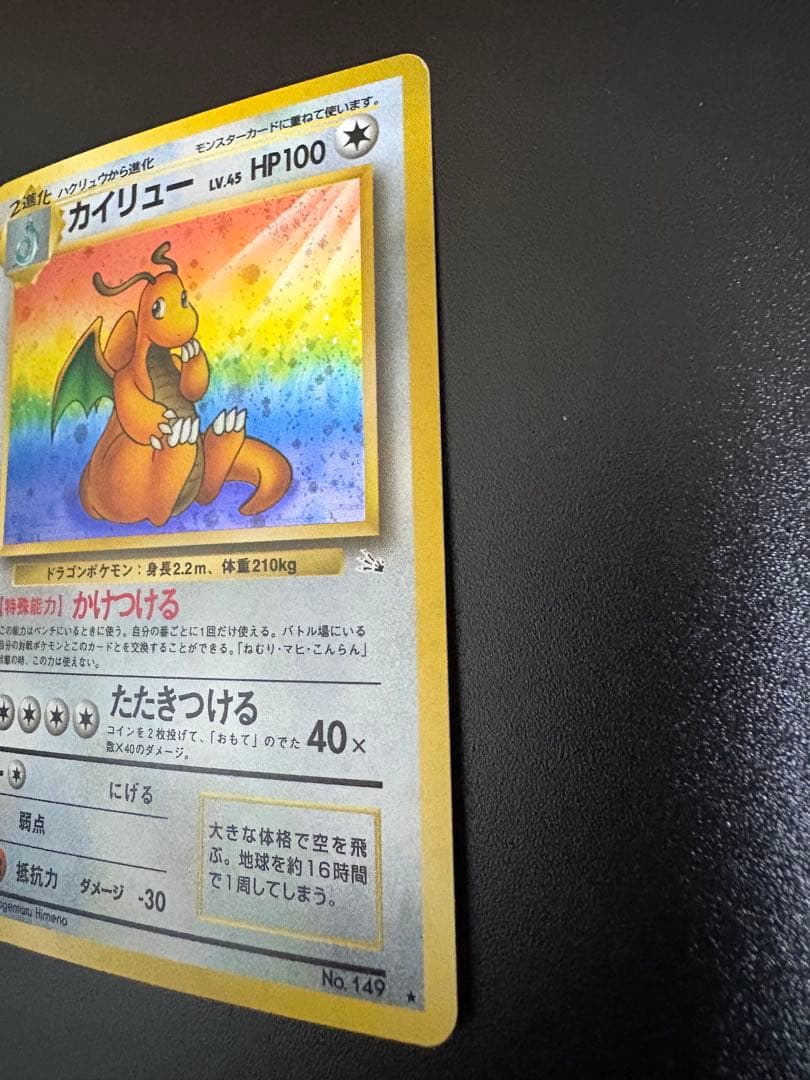 2進化 ハクリュウから進化 モンスターカードに重ねて使います。
カイリュー LV.45 HP100
ドラゴンポケモン：身長2.2m、体重210kg
【特殊能力】かけつける
この能力はベンチにいるときに使う。自分の番ごとに1回だけ使える。バトル場にいる
自分の対戦ポケモンとこのカードとを交換することができる。「ねむり・マヒ・こんらん」
状態の時、この力は使えない。
たたきつける 40×
コインを2枚投げて、「おもて」のでた
数×40のダメージ。
にげる
弱点
抵抗力 ダメージ -30
大きな体格で空を飛
ぶ。地球を約16時間
で1周してしまう。
Himeno
No. 149 ★